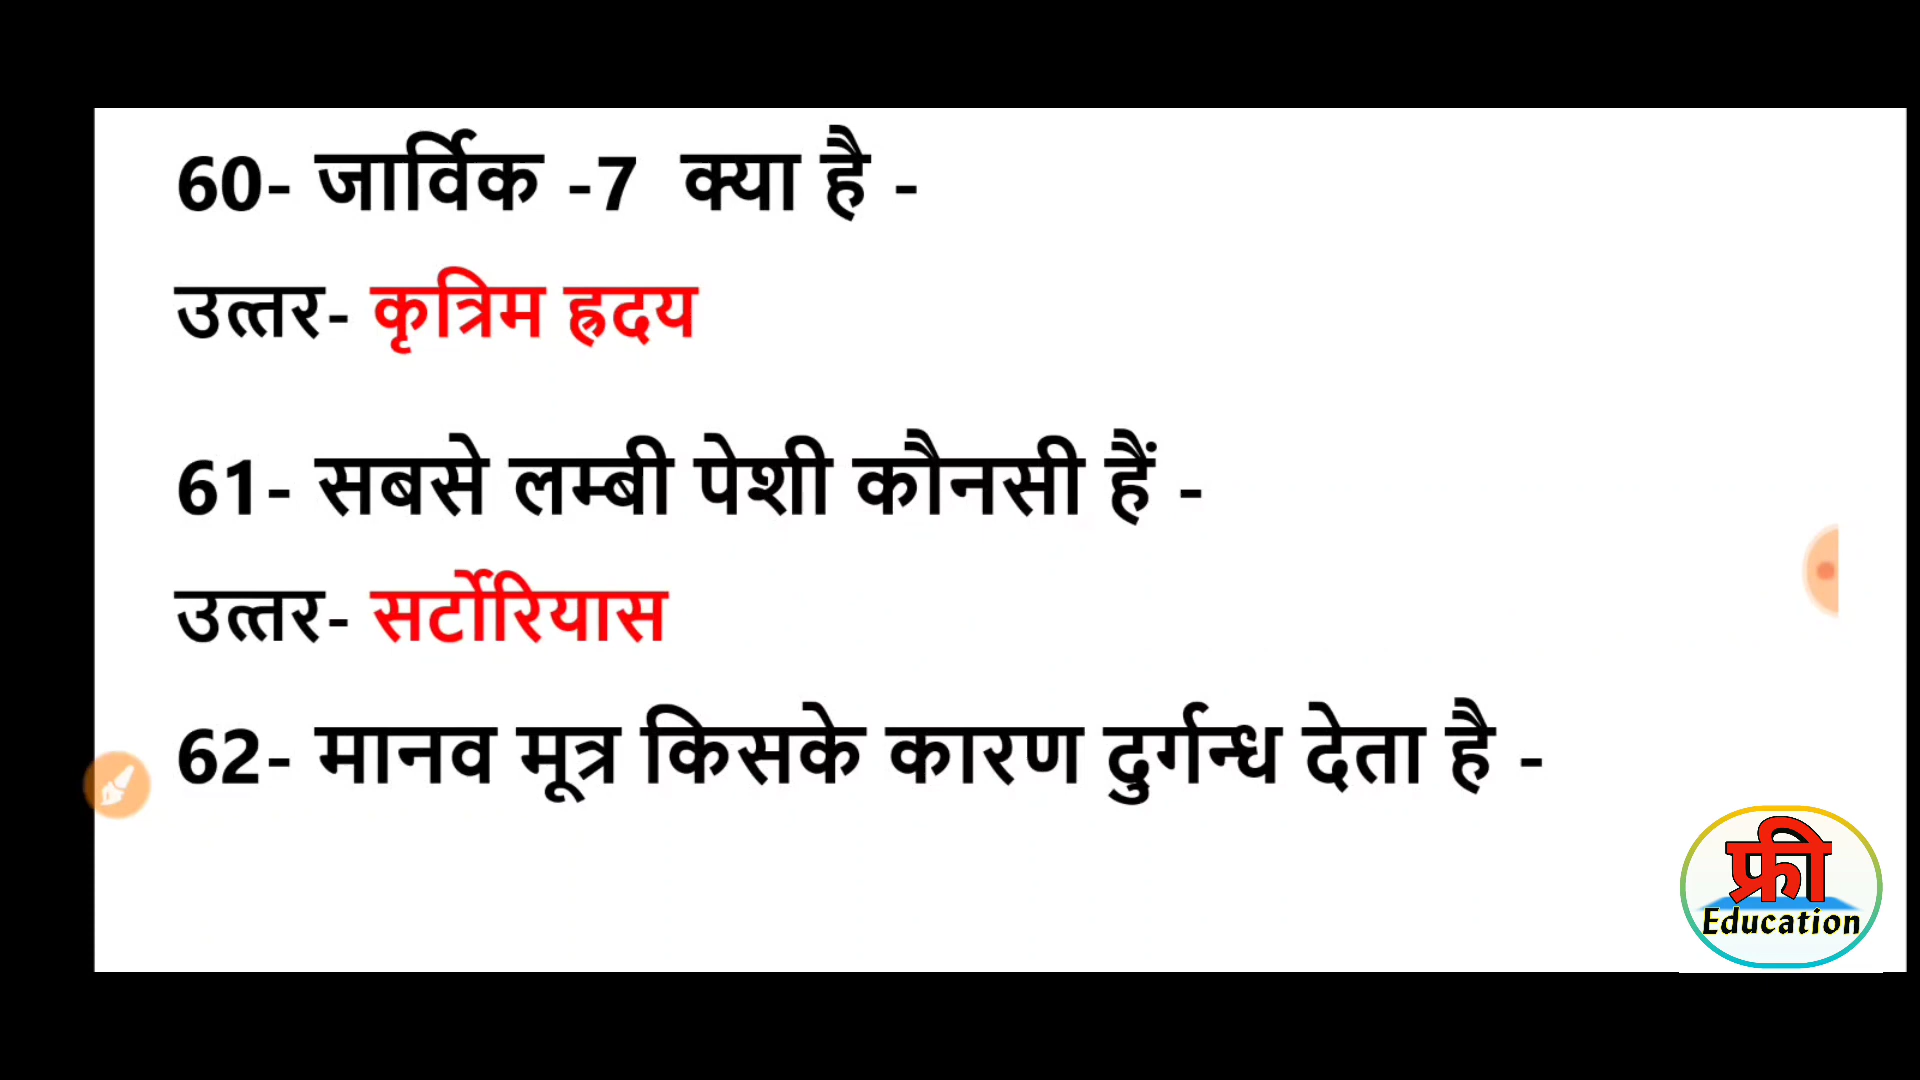 60- जार्विक -7 क्या है -
उत्तर- कृत्रिम ह्रदय
61- सबसे लम्बी पेशी कौनसी हैं -
उत्तर- सर्टोरियास
62- मानव मूत्र किसके कारण दुर्गन्ध देता है -
फ्री
Education